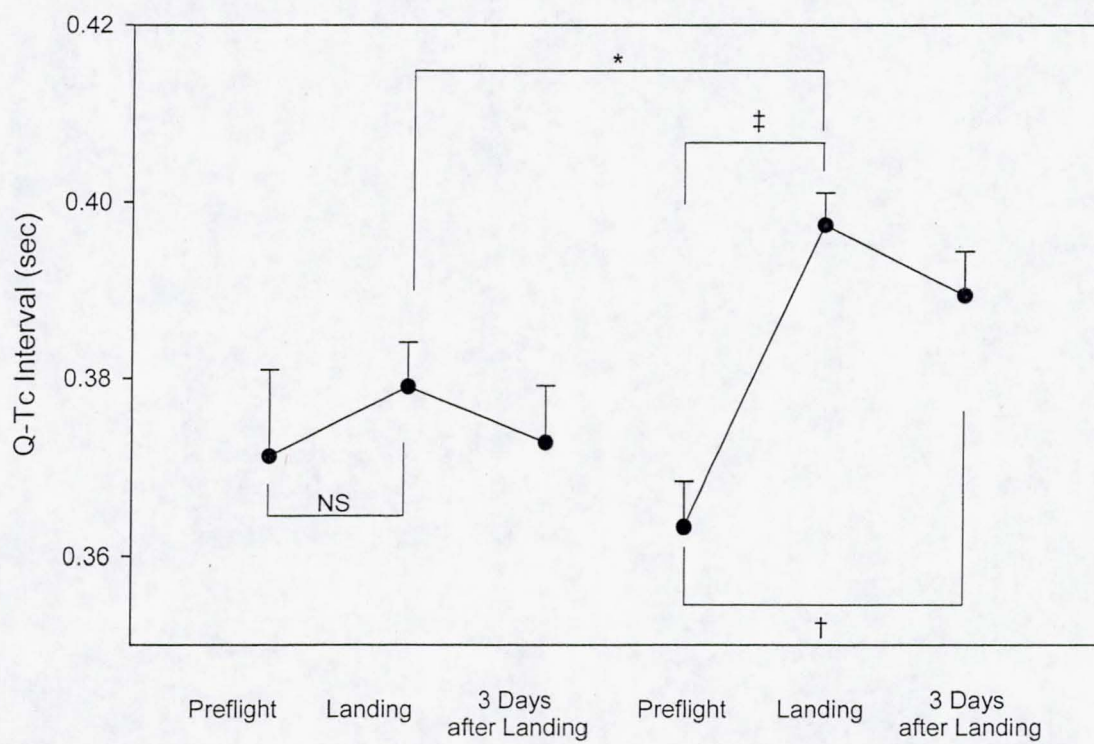 0.42
*
‡
0.40
Q-Tc Interval (sec)
0.38
NS
0.36
†
Preflight
Landing
3 Days
after Landing
Preflight
Landing
3 Days
after Landing